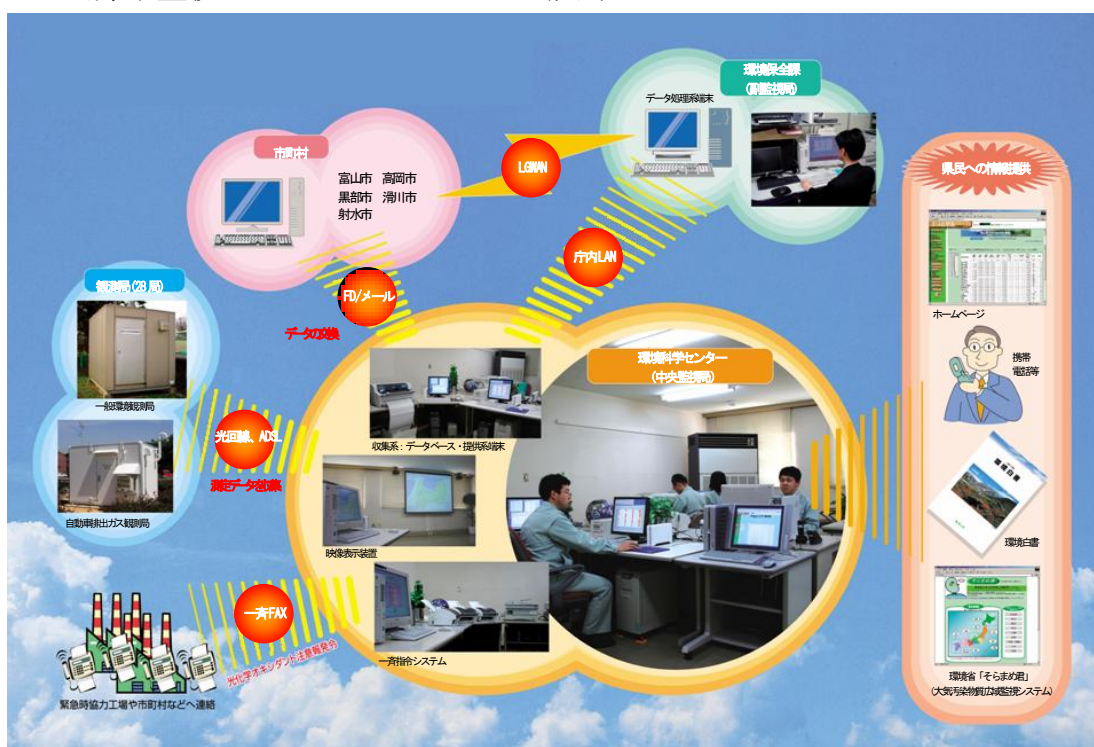 環境保全課
(副監視局)
データ処理系端末
市町村
富山市 高岡市
黒部市 滑川市
射水市
LGWAN
県民への情報提供
庁内LAN
観測局(28局)
FD/メール
データの交換
ホームページ
環境科学センター
(中央監視局)
携帯
電話等
一般環境観測局
光回線、ADSL
収集系:データベース・提供系端末
測定データを収集
環境白書
自動車排出ガス観測局
映像表示装置
環境白書
一斉FAX
光化学オキシダント注意報発令
一斉指令システム
緊急時協力工場や市町村などへ連絡
環境省「そらまめ君」
(大気汚染物質広域監視システム)